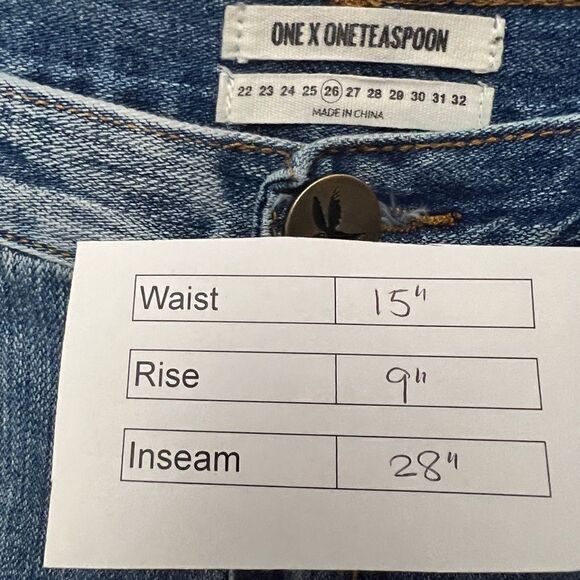 ONE X ONETEASPOON
22 23 24 25 26 27 28 29 30 31 32
MADE IN CHINA
Waist 15"
Rise 9"
Inseam 28"